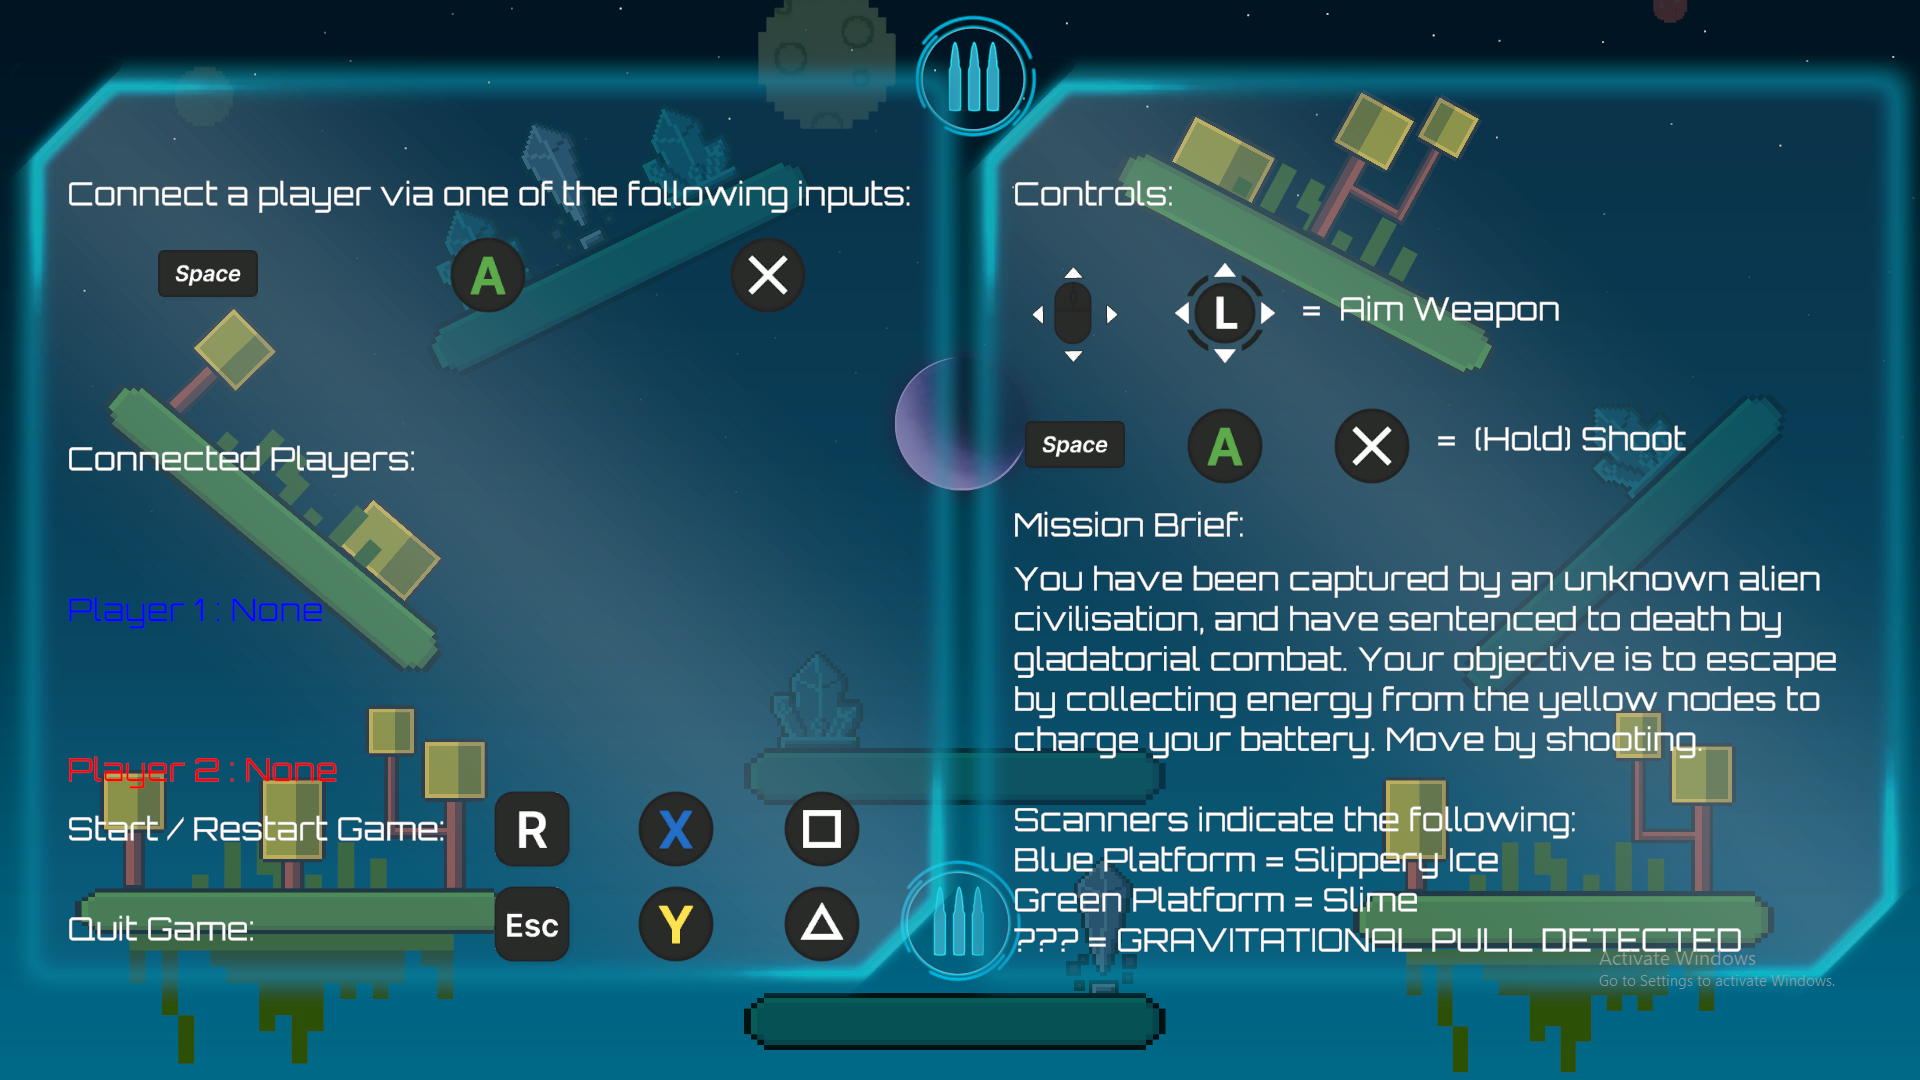 Connect a player via one of the following inputs:
Space
A
Connected Players:
Player 1 : None
Player 2 : None
Start / Restart Game:
R
X
Quit Game:
Esc
Y
Controls:
L
= Aim Weapon
Space
A
= (Hold) Shoot
Mission Brief:
You have been captured by an unknown alien
civilisation, and have sentenced to death by
gladatorial combat. Your objective is to escape
by collecting energy from the yellow nodes to
charge your battery. Move by shooting.
Scanners indicate the following:
Blue Platform = Slippery Ice
Green Platform = Slime
??? = GRAVITATIONAL PULL DETECTED
Activate Windows
Go to Settings to activate Windows.